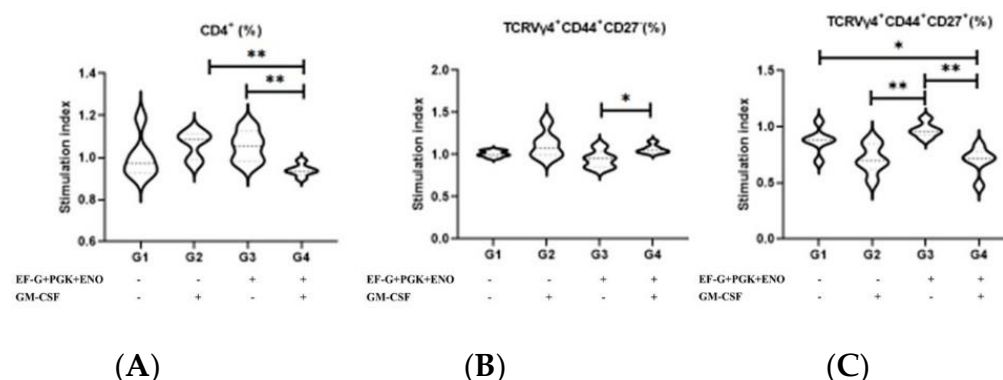 CD4⁺ (%)
**
**
Stimulation index
1.4
1.2
1.0
0.8
0.6
G1 G2 G3 G4
EF-G+PGK+ENO - - + +
GM-CSF - + - +
(A)
TCRVγ4⁺CD44⁺CD27⁻(%)
*
Stimulation index
2.0
1.5
1.0
0.5
0.0
G1 G2 G3 G4
EF-G+PGK+ENO - - + +
GM-CSF - + - +
(B)
TCRVγ4⁺CD44⁺CD27⁺(%)
*
**
**
Stimulation index
1.5
1.0
0.5
0.0
G1 G2 G3 G4
EF-G+PGK+ENO - - + +
GM-CSF - + - +
(C)